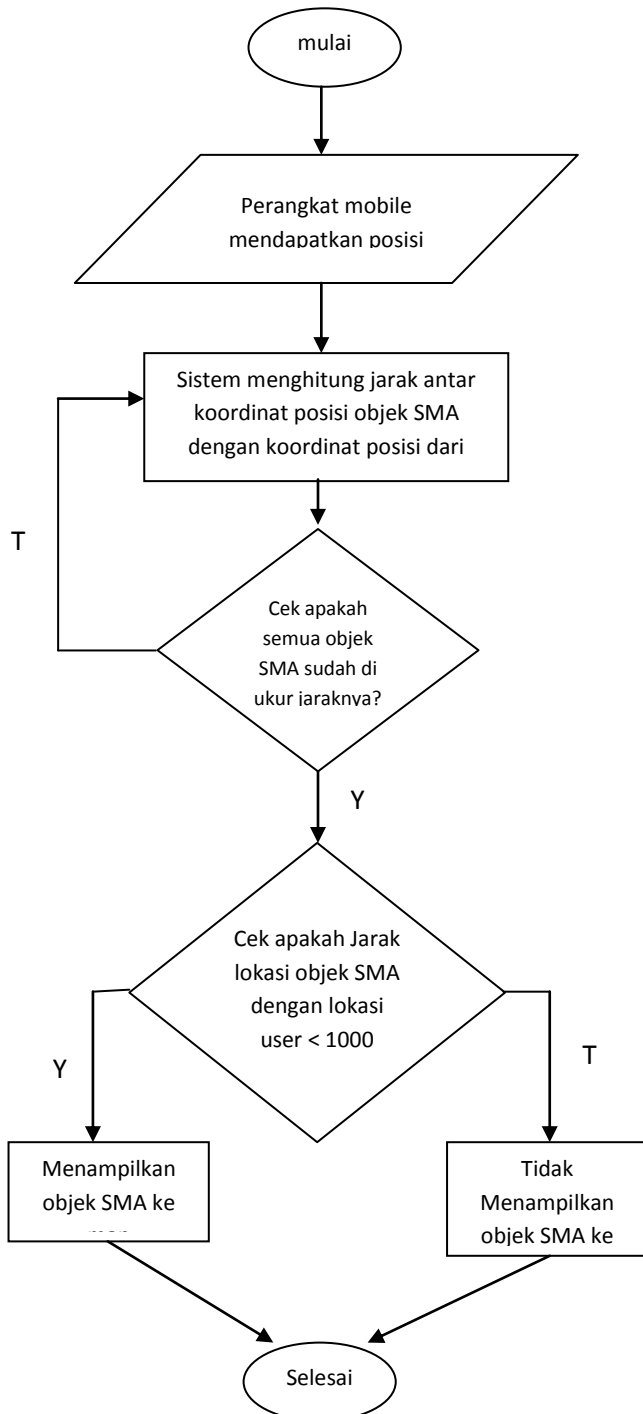 mulai
Perangkat mobile
mendapatkan posisi
Sistem menghitung jarak antar
koordinat posisi objek SMA
dengan koordinat posisi dari
T
Cek apakah
semua objek
SMA sudah di
ukur jaraknya?
Y
Cek apakah Jarak
lokasi objek SMA
dengan lokasi
user < 1000
Y
T
Menampilkan
objek SMA ke
Tidak
Menampilkan
objek SMA ke
Selesai